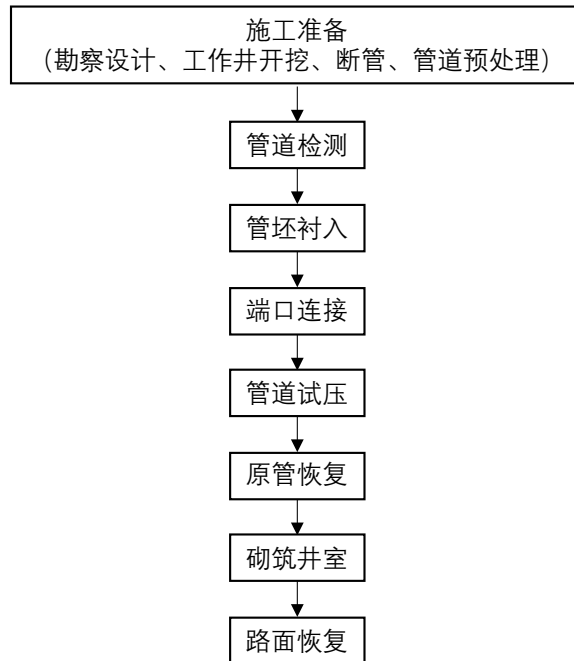 施工准备
（勘察设计、工作井开挖、断管、管道预处理）
管道检测
管坯衬入
端口连接
管道试压
原管恢复
砌筑井室
路面恢复